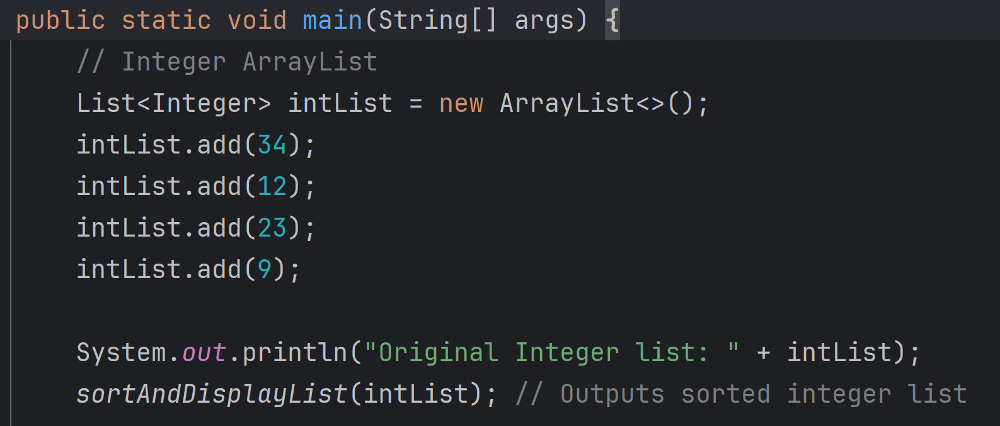 public static void main(String[] args) {
// Integer ArrayList
List<Integer> intList = new ArrayList<>();
intList.add(34);
intList.add(12);
intList.add(23);
intList.add(9);
System.out.println("Original Integer list: " + intList);
sortAndDisplayList(intList); // Outputs sorted integer list